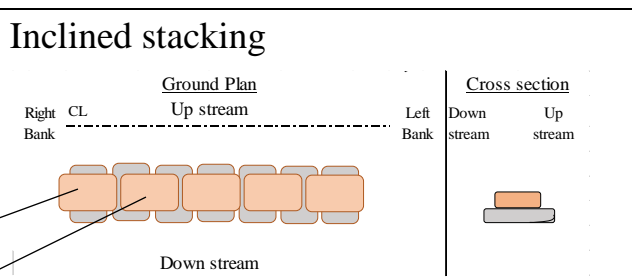 Inclined stacking
Ground Plan
Cross section
Right Bank
CL
Up stream
Left Bank
Down stream
Up stream
Down stream